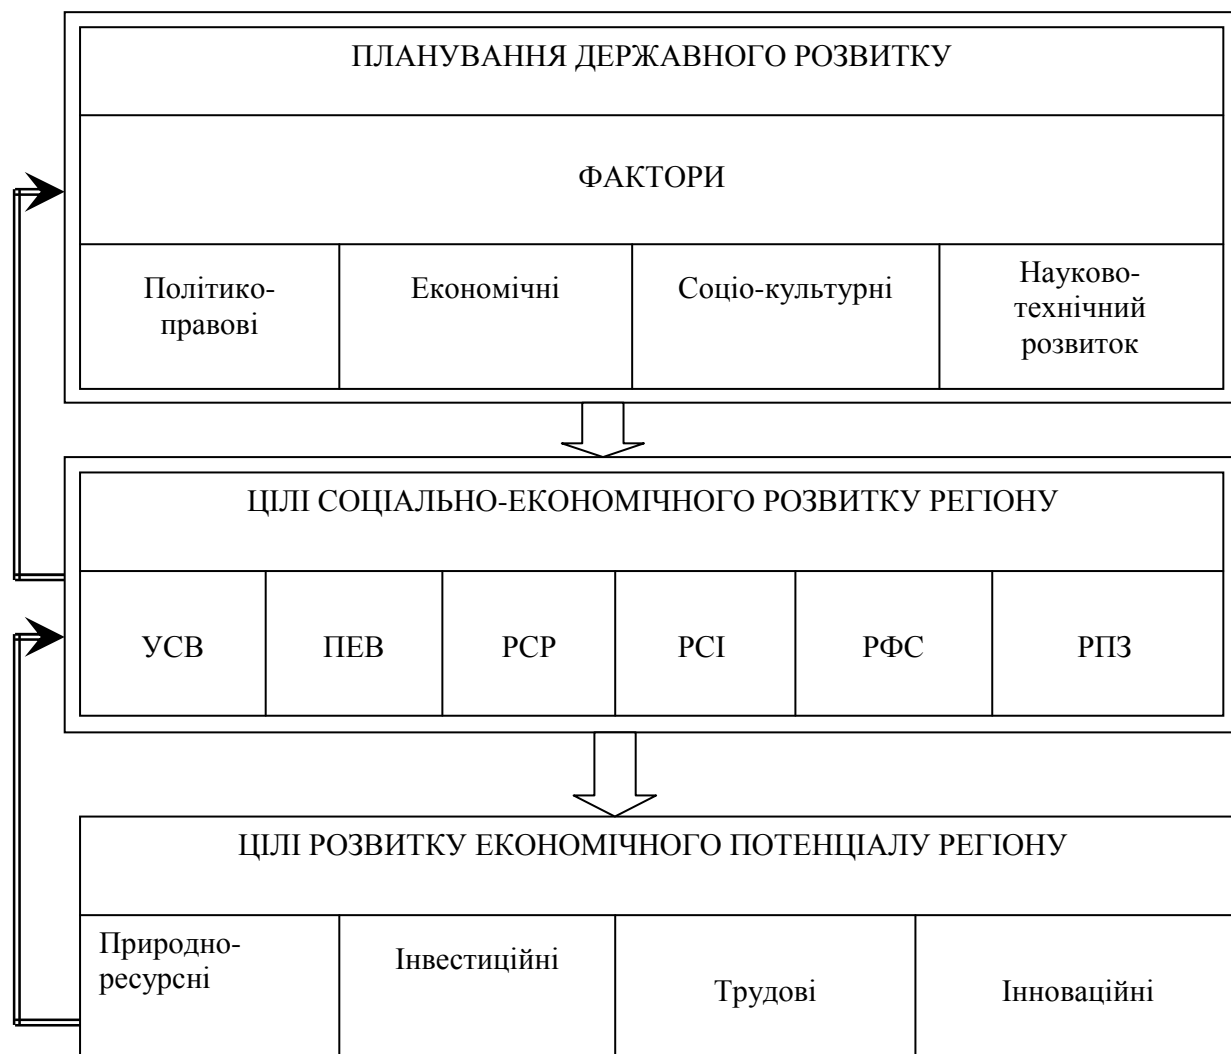 ПЛАНУВАННЯ ДЕРЖАВНОГО РОЗВИТКУ
ФАКТОРИ
Політико-
правові
Економічні
Соціо-культурні
Науково-
технічний
розвиток
ЦІЛІ СОЦІАЛЬНО-ЕКОНОМІЧНОГО РОЗВИТКУ РЕГІОНУ
УСВ
ПЕВ
РСР
РСІ
РФС
РПЗ
ЦІЛІ РОЗВИТКУ ЕКОНОМІЧНОГО ПОТЕНЦІАЛУ РЕГІОНУ
Природно-
ресурсні
Інвестиційні
Трудові
Інноваційні